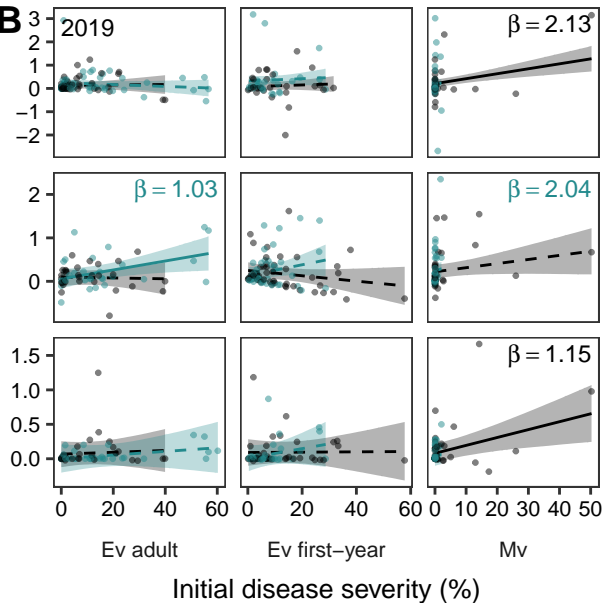 B
2019
β = 2.13
3
2
1
0
−1
−2
β = 1.03
β = 2.04
2
1
0
β = 1.15
1.5
1.0
0.5
0.0
0 20 40 60 0 20 40 60 0 10 20 30 40 50
Ev adult Ev first−year Mv
Initial disease severity (%)